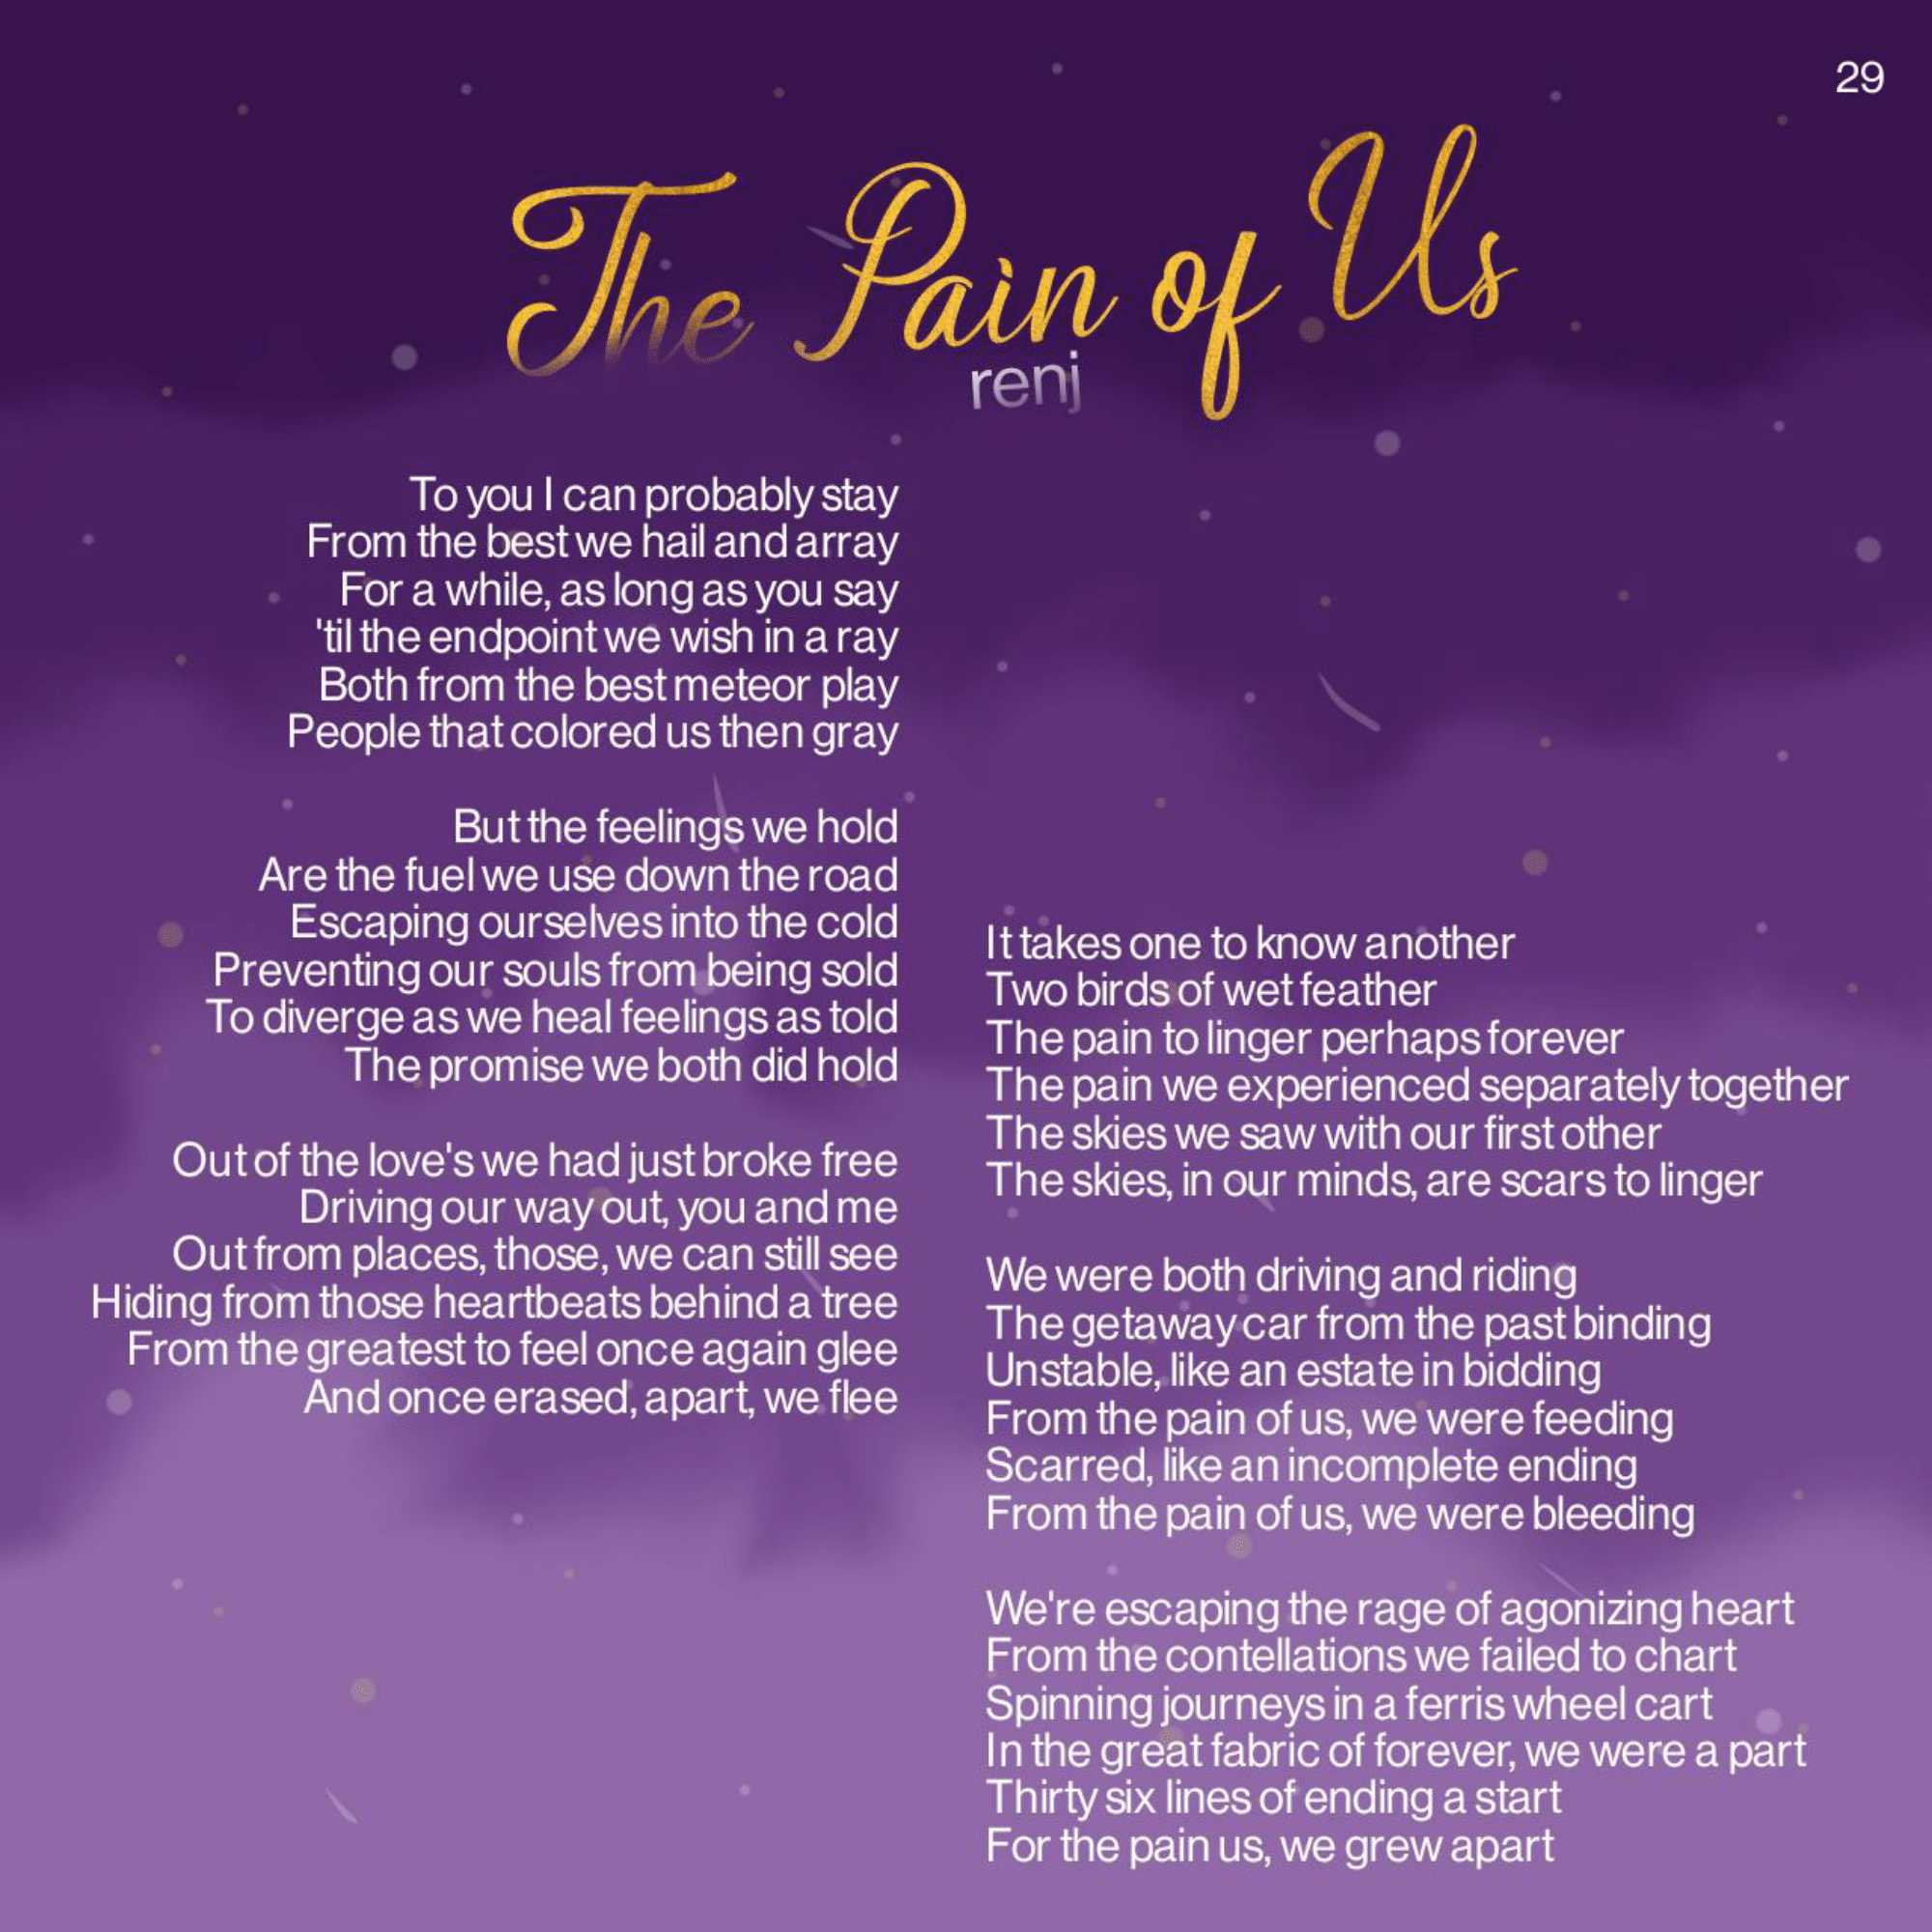 29
The Pain of Us
renj
To you I can probably stay
From the best we hail and array
For a while, as long as you say
'til the endpoint we wish in a ray
Both from the best meteor play
People that colored us then gray
But the feelings we hold
Are the fuel we use down the road
Escaping ourselves into the cold
Preventing our souls from being sold
To diverge as we heal feelings as told
The promise we both did hold
Out of the love's we had just broke free
Driving our way out, you and me
Out from places, those, we can still see
Hiding from those heartbeats behind a tree
From the greatest to feel once again glee
And once erased, apart, we flee
It takes one to know another
Two birds of wet feather
The pain to linger perhaps forever
The pain we experienced separately together
The skies we saw with our first other
The skies, in our minds, are scars to linger
We were both driving and riding
The getaway car from the past binding
Unstable, like an estate in bidding
From the pain of us, we were feeding
Scarred, like an incomplete ending
From the pain of us, we were bleeding
We're escaping the rage of agonizing heart
From the contellations we failed to chart
Spinning journeys in a ferris wheel cart
In the great fabric of forever, we were a part
Thirty six lines of ending a start
For the pain us, we grew apart